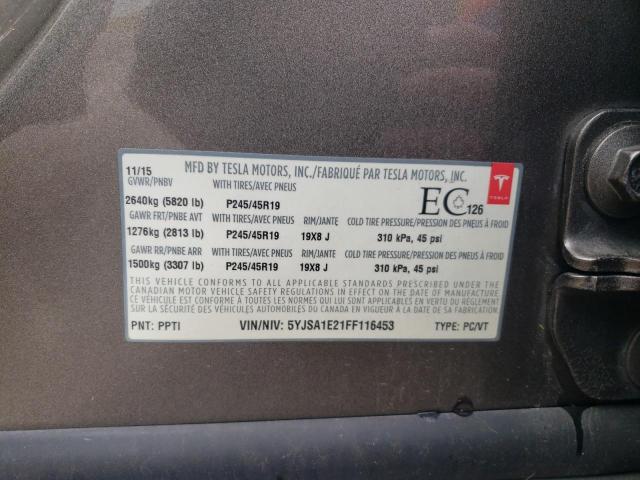 11/15 MFD BY TESLA MOTORS, INC./FABRIQUÉ PAR TESLA MOTORS, INC.
GVWR/PNBV WITH TIRES/AVEC PNEUS
2640kg (5820 lb) P245/45R19 EC 126 TESLA
GAWR FRT/PNBE AVT WITH TIRES/AVEC PNEUS RIM/JANTE COLD TIRE PRESSURE/PRESSION DES PNEUS À FROID
1276kg (2813 lb) P245/45R19 19X8 J 310 kPa, 45 psi
GAWR RR/PNBE ARR WITH TIRES/AVEC PNEUS RIM/JANTE COLD TIRE PRESSURE/PRESSION DES PNEUS À FROID
1500kg (3307 lb) P245/45R19 19X8 J 310 kPa, 45 psi
THIS VEHICLE CONFORMS TO ALL APPLICABLE STANDARDS PRESCRIBED UNDER THE
CANADIAN MOTOR VEHICLE SAFETY REGULATIONS IN EFFECT ON THE DATE OF MANUFACTURE
CE VÉHICULE EST CONFORME À TOUTES LES NORMES QUI LUI SONT APPLICABLES EN VERTU DU RÈGLEMENT
SUR LA SÉCURITÉ DES VÉHICULES AUTOMOBILES DU CANADA EN VIGUEUR À LA DATE DE SA FABRICATION
PNT: PPTI VIN/NIV: 5YJSA1E21FF116453 TYPE: PC/VT